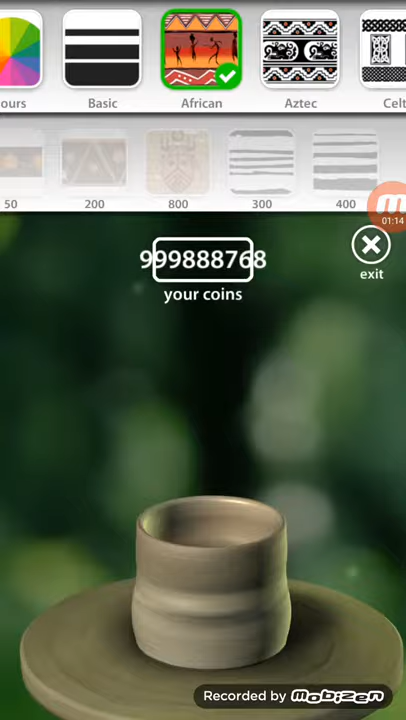 ours Basic African Aztec Celt
50 200 800 300 400
01:14
999888768
your coins
exit
Recorded by mobizen